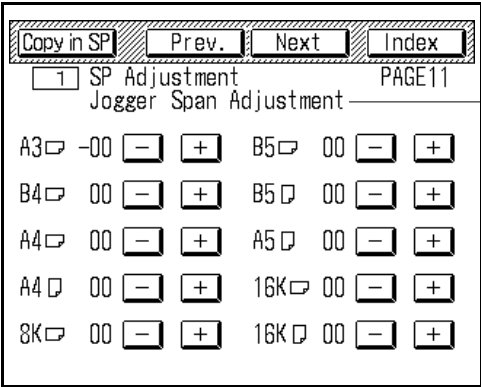 Copy in SP Prev. Next Index
1 SP Adjustment PAGE11
Jogger Span Adjustment
A3 -00 − + B5 00 − +
B4 00 − + B5 00 − +
A4 00 − + A5 00 − +
A4 00 − + 16K 00 − +
8K 00 − + 16K 00 − +